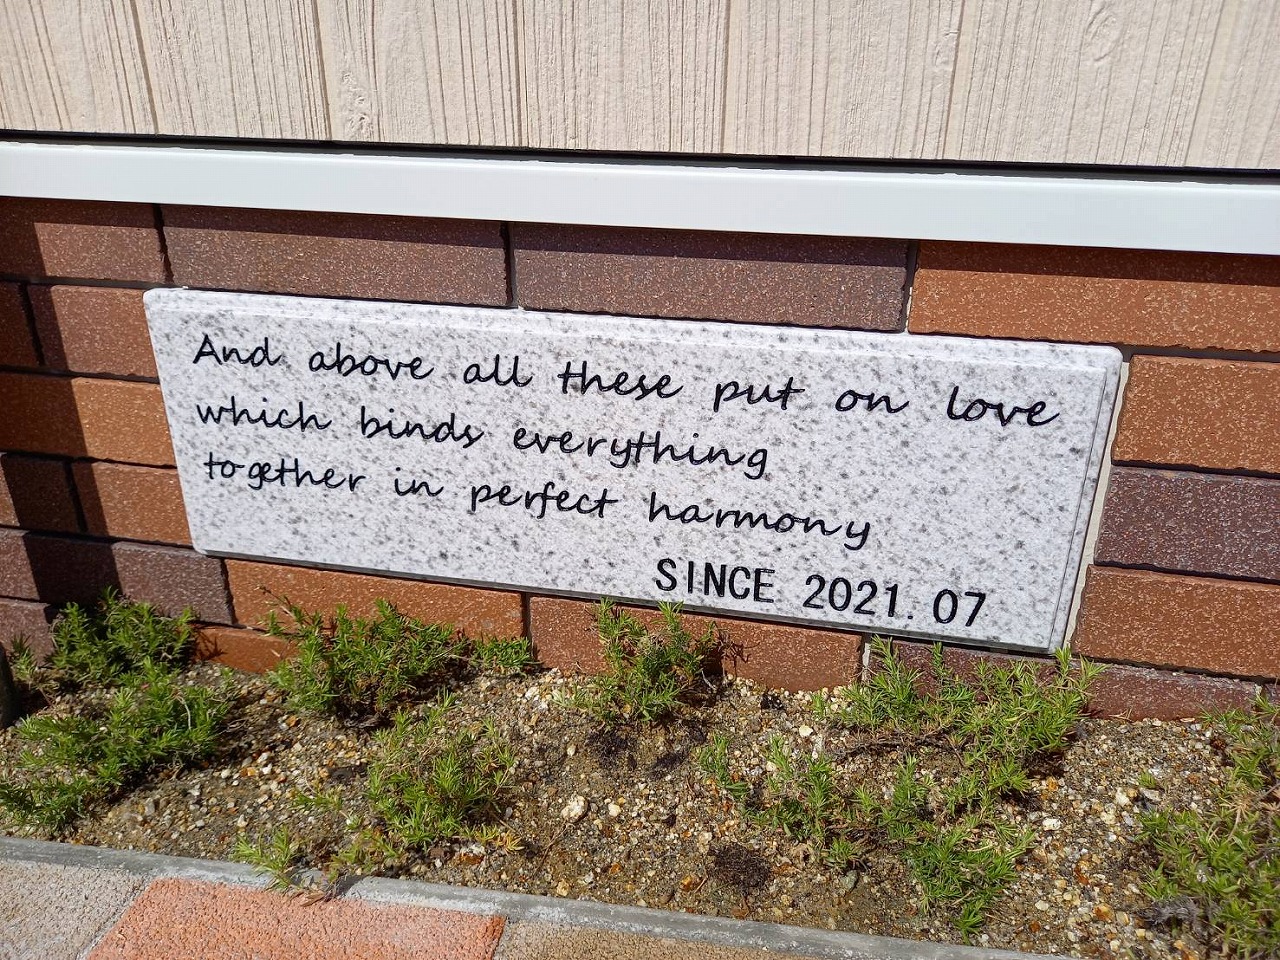 And above all these put on love
which binds everything
together in perfect harmony
SINCE 2021.07